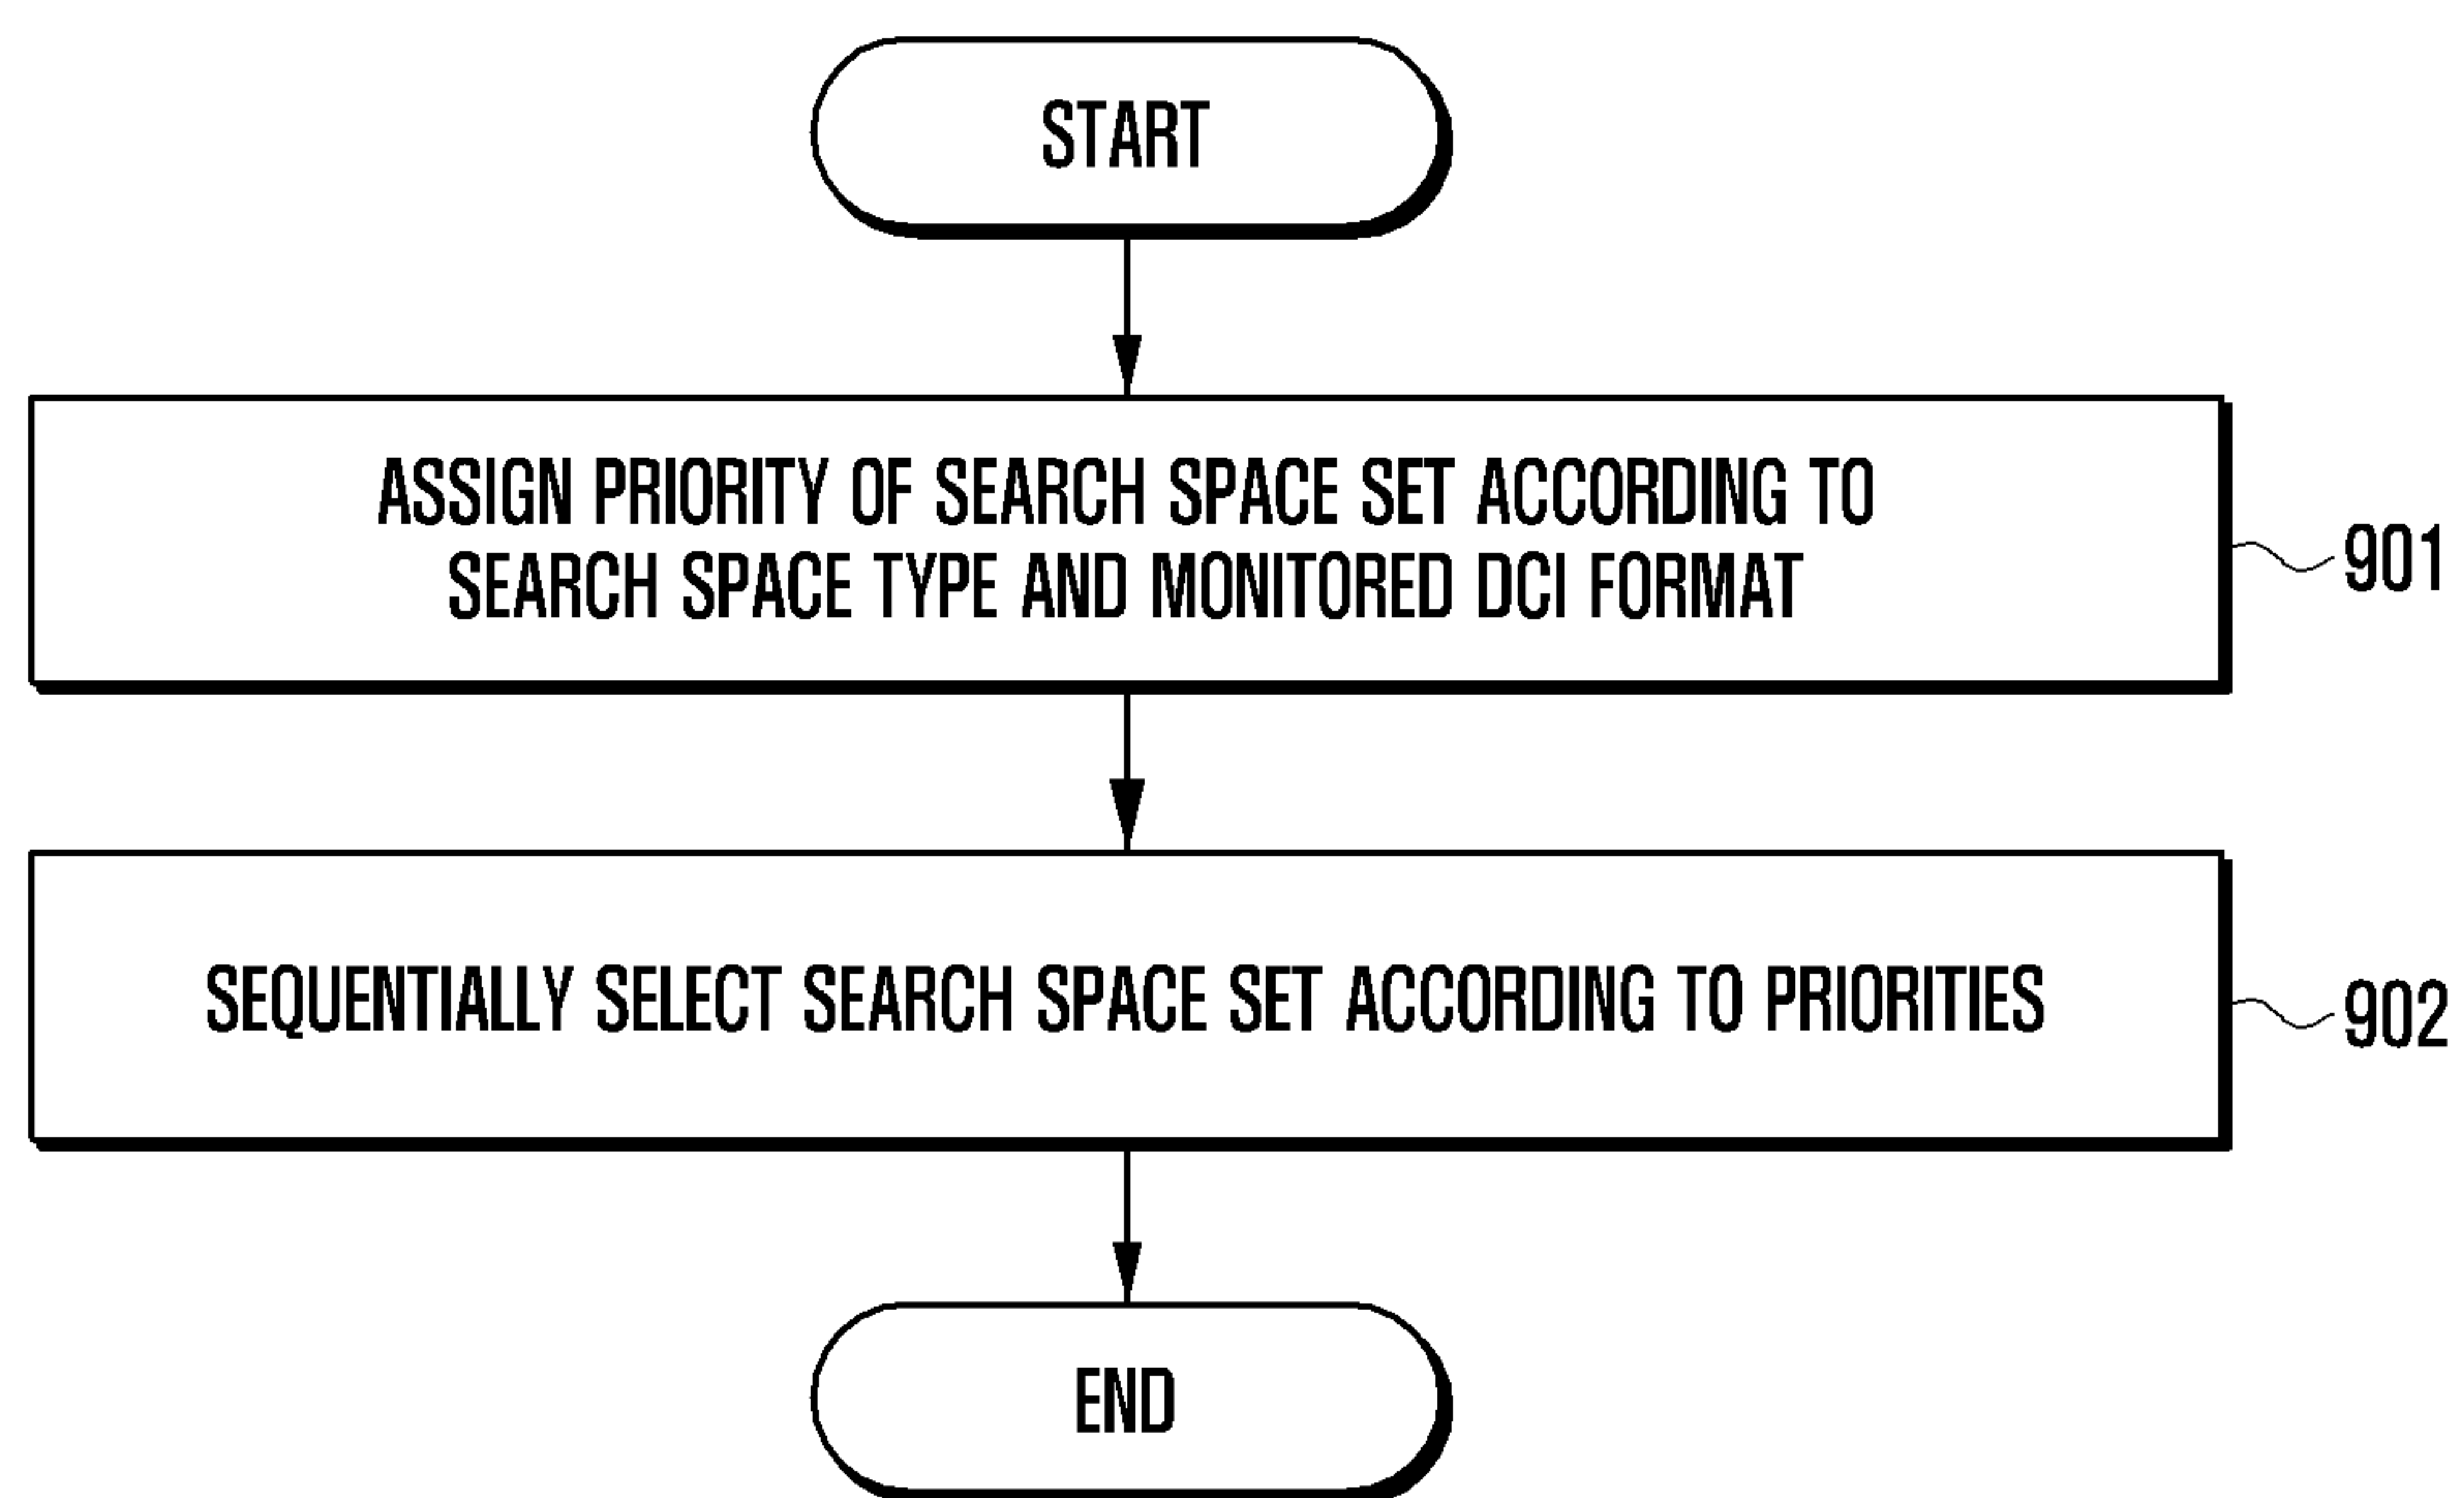 START
ASSIGN PRIORITY OF SEARCH SPACE SET ACCORDING TO
SEARCH SPACE TYPE AND MONITORED DCI FORMAT
901
SEQUENTIALLY SELECT SEARCH SPACE SET ACCORDING TO PRIORITIES
902
END